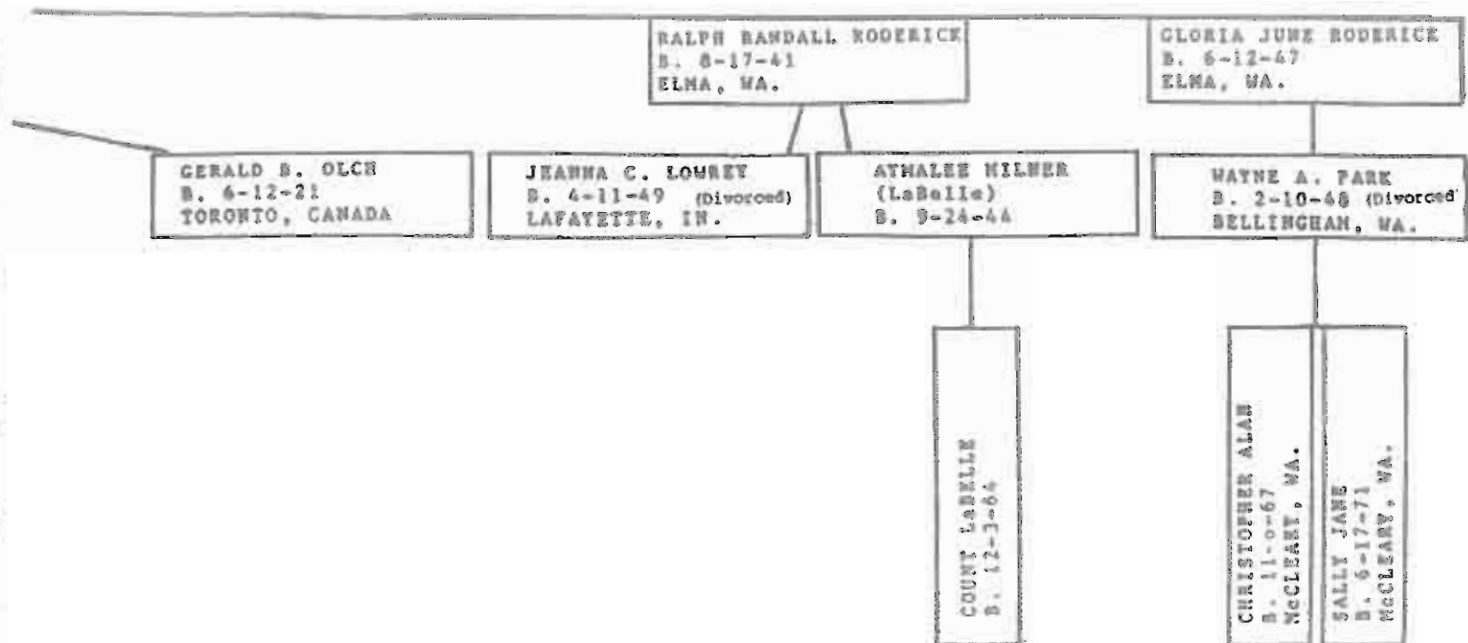 RALPH RANDALL RODERICK
B. 8-17-41
ELMA, WA.
GLORIA JUNE RODERICK
B. 6-12-47
ELMA, WA.
GERALD B. OLCH
B. 6-12-21
TORONTO, CANADA
JEANNA C. LOWREY
B. 4-11-49 (Divorced)
LAFAYETTE, IN.
ATHALEE MILNER
(LaBelle)
B. 9-24-44
WAYNE A. PARK
B. 2-10-48 (Divorced)
BELLINGHAM, WA.
COUNT LaBELLE
B. 12-3-64
CHRISTOPHER ALAN
B. 11-0-67
McCLEARY, WA.
SALLY JANE
B. 6-17-71
McCLEARY, WA.